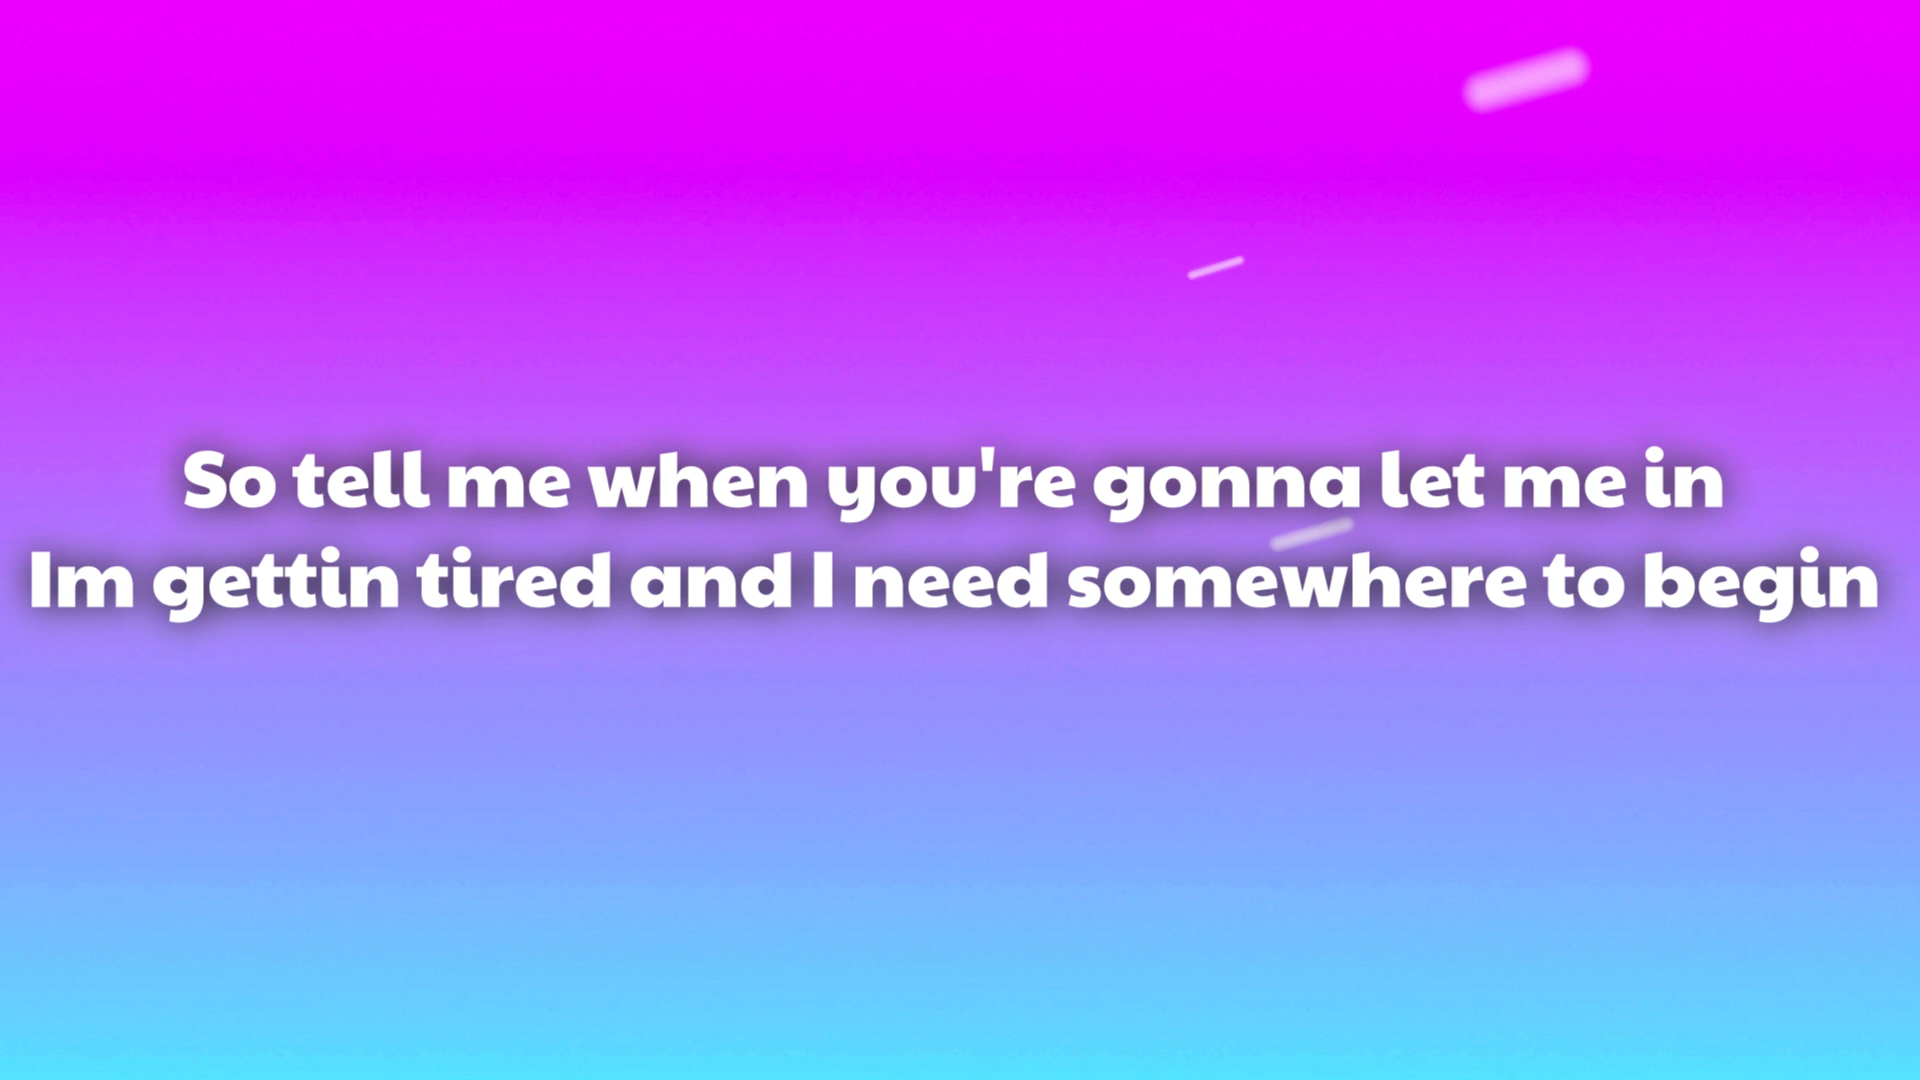 So tell me when you're gonna let me in
Im gettin tired and I need somewhere to begin